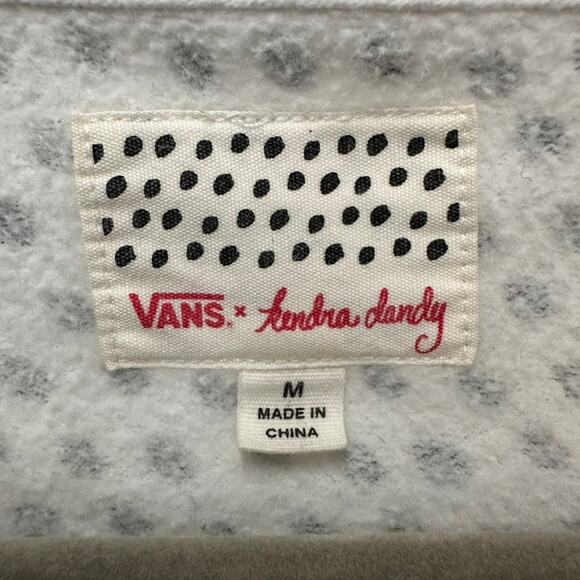 VANS. × kendra dandy
M
MADE IN
CHINA